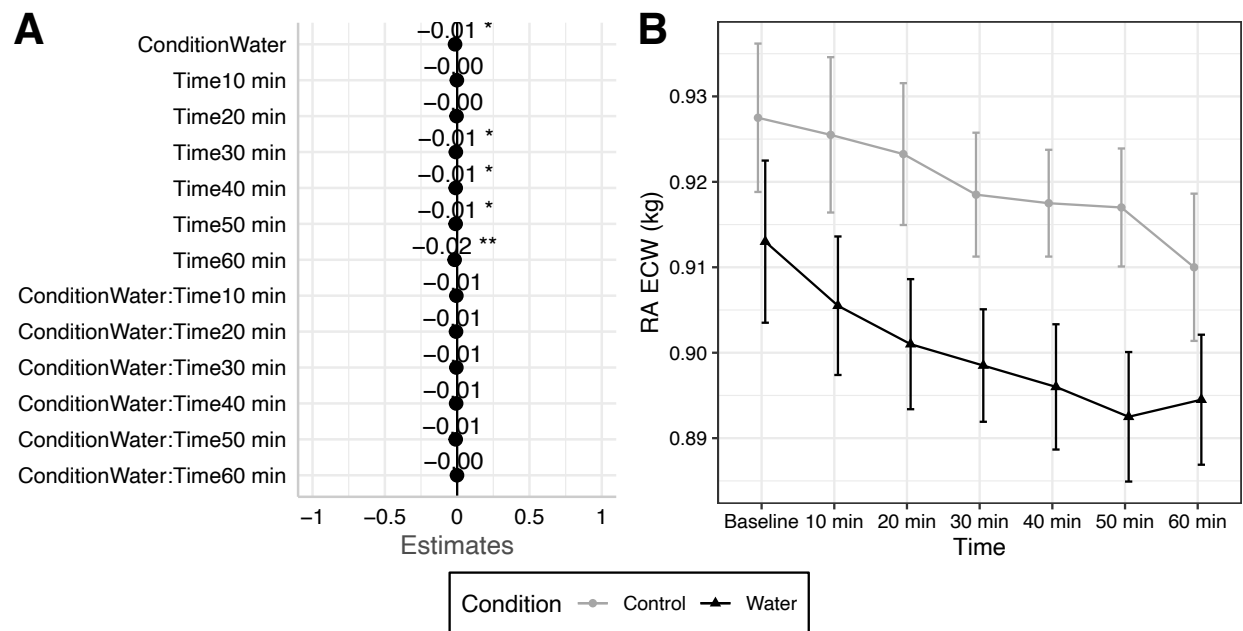 A
ConditionWater −0.01 *
Time10 min −0.00
Time20 min −0.00
Time30 min −0.01 *
Time40 min −0.01 *
Time50 min −0.01 *
Time60 min −0.02 **
ConditionWater:Time10 min −0.01
ConditionWater:Time20 min −0.01
ConditionWater:Time30 min −0.01
ConditionWater:Time40 min −0.01
ConditionWater:Time50 min −0.01
ConditionWater:Time60 min −0.00
−1 −0.5 0 0.5 1
Estimates
B
RA ECW (kg)
0.93
0.92
0.91
0.90
0.89
Baseline 10 min 20 min 30 min 40 min 50 min 60 min
Time
Condition Control Water